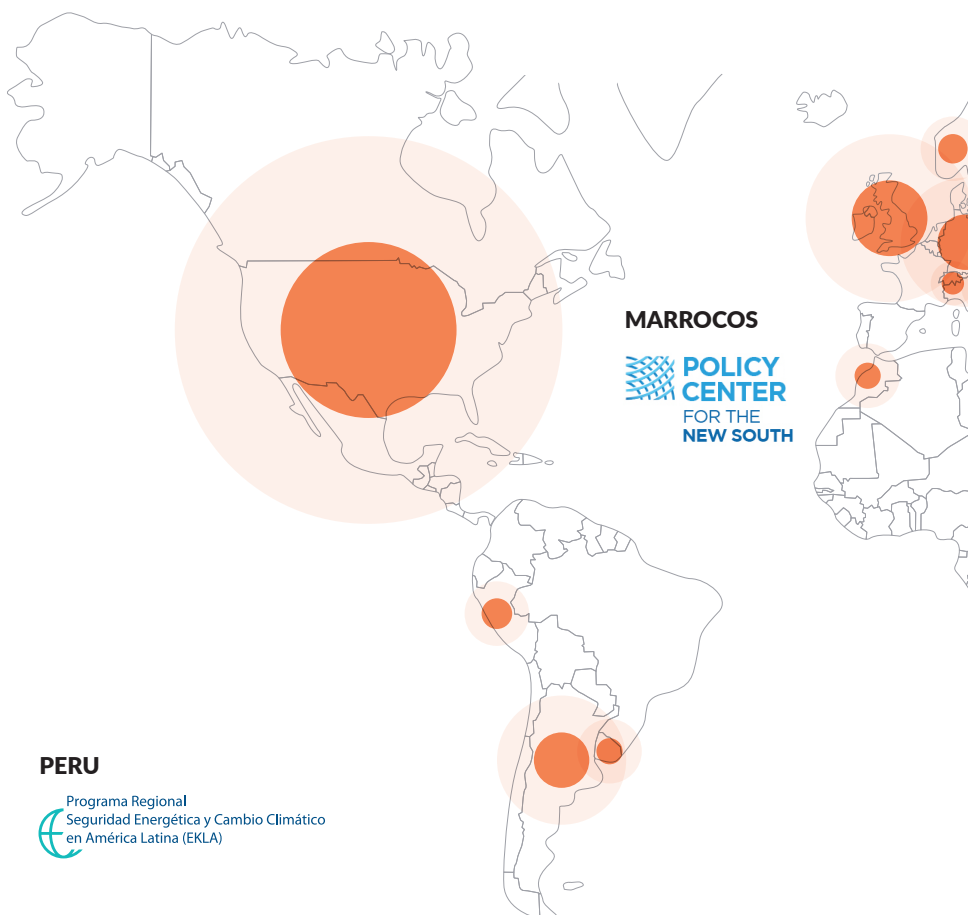 MARROCOS
POLICY
CENTER
FOR THE
NEW SOUTH
PERU
Programa Regional
Seguridad Energética y Cambio Climático
en América Latina (EKLA)